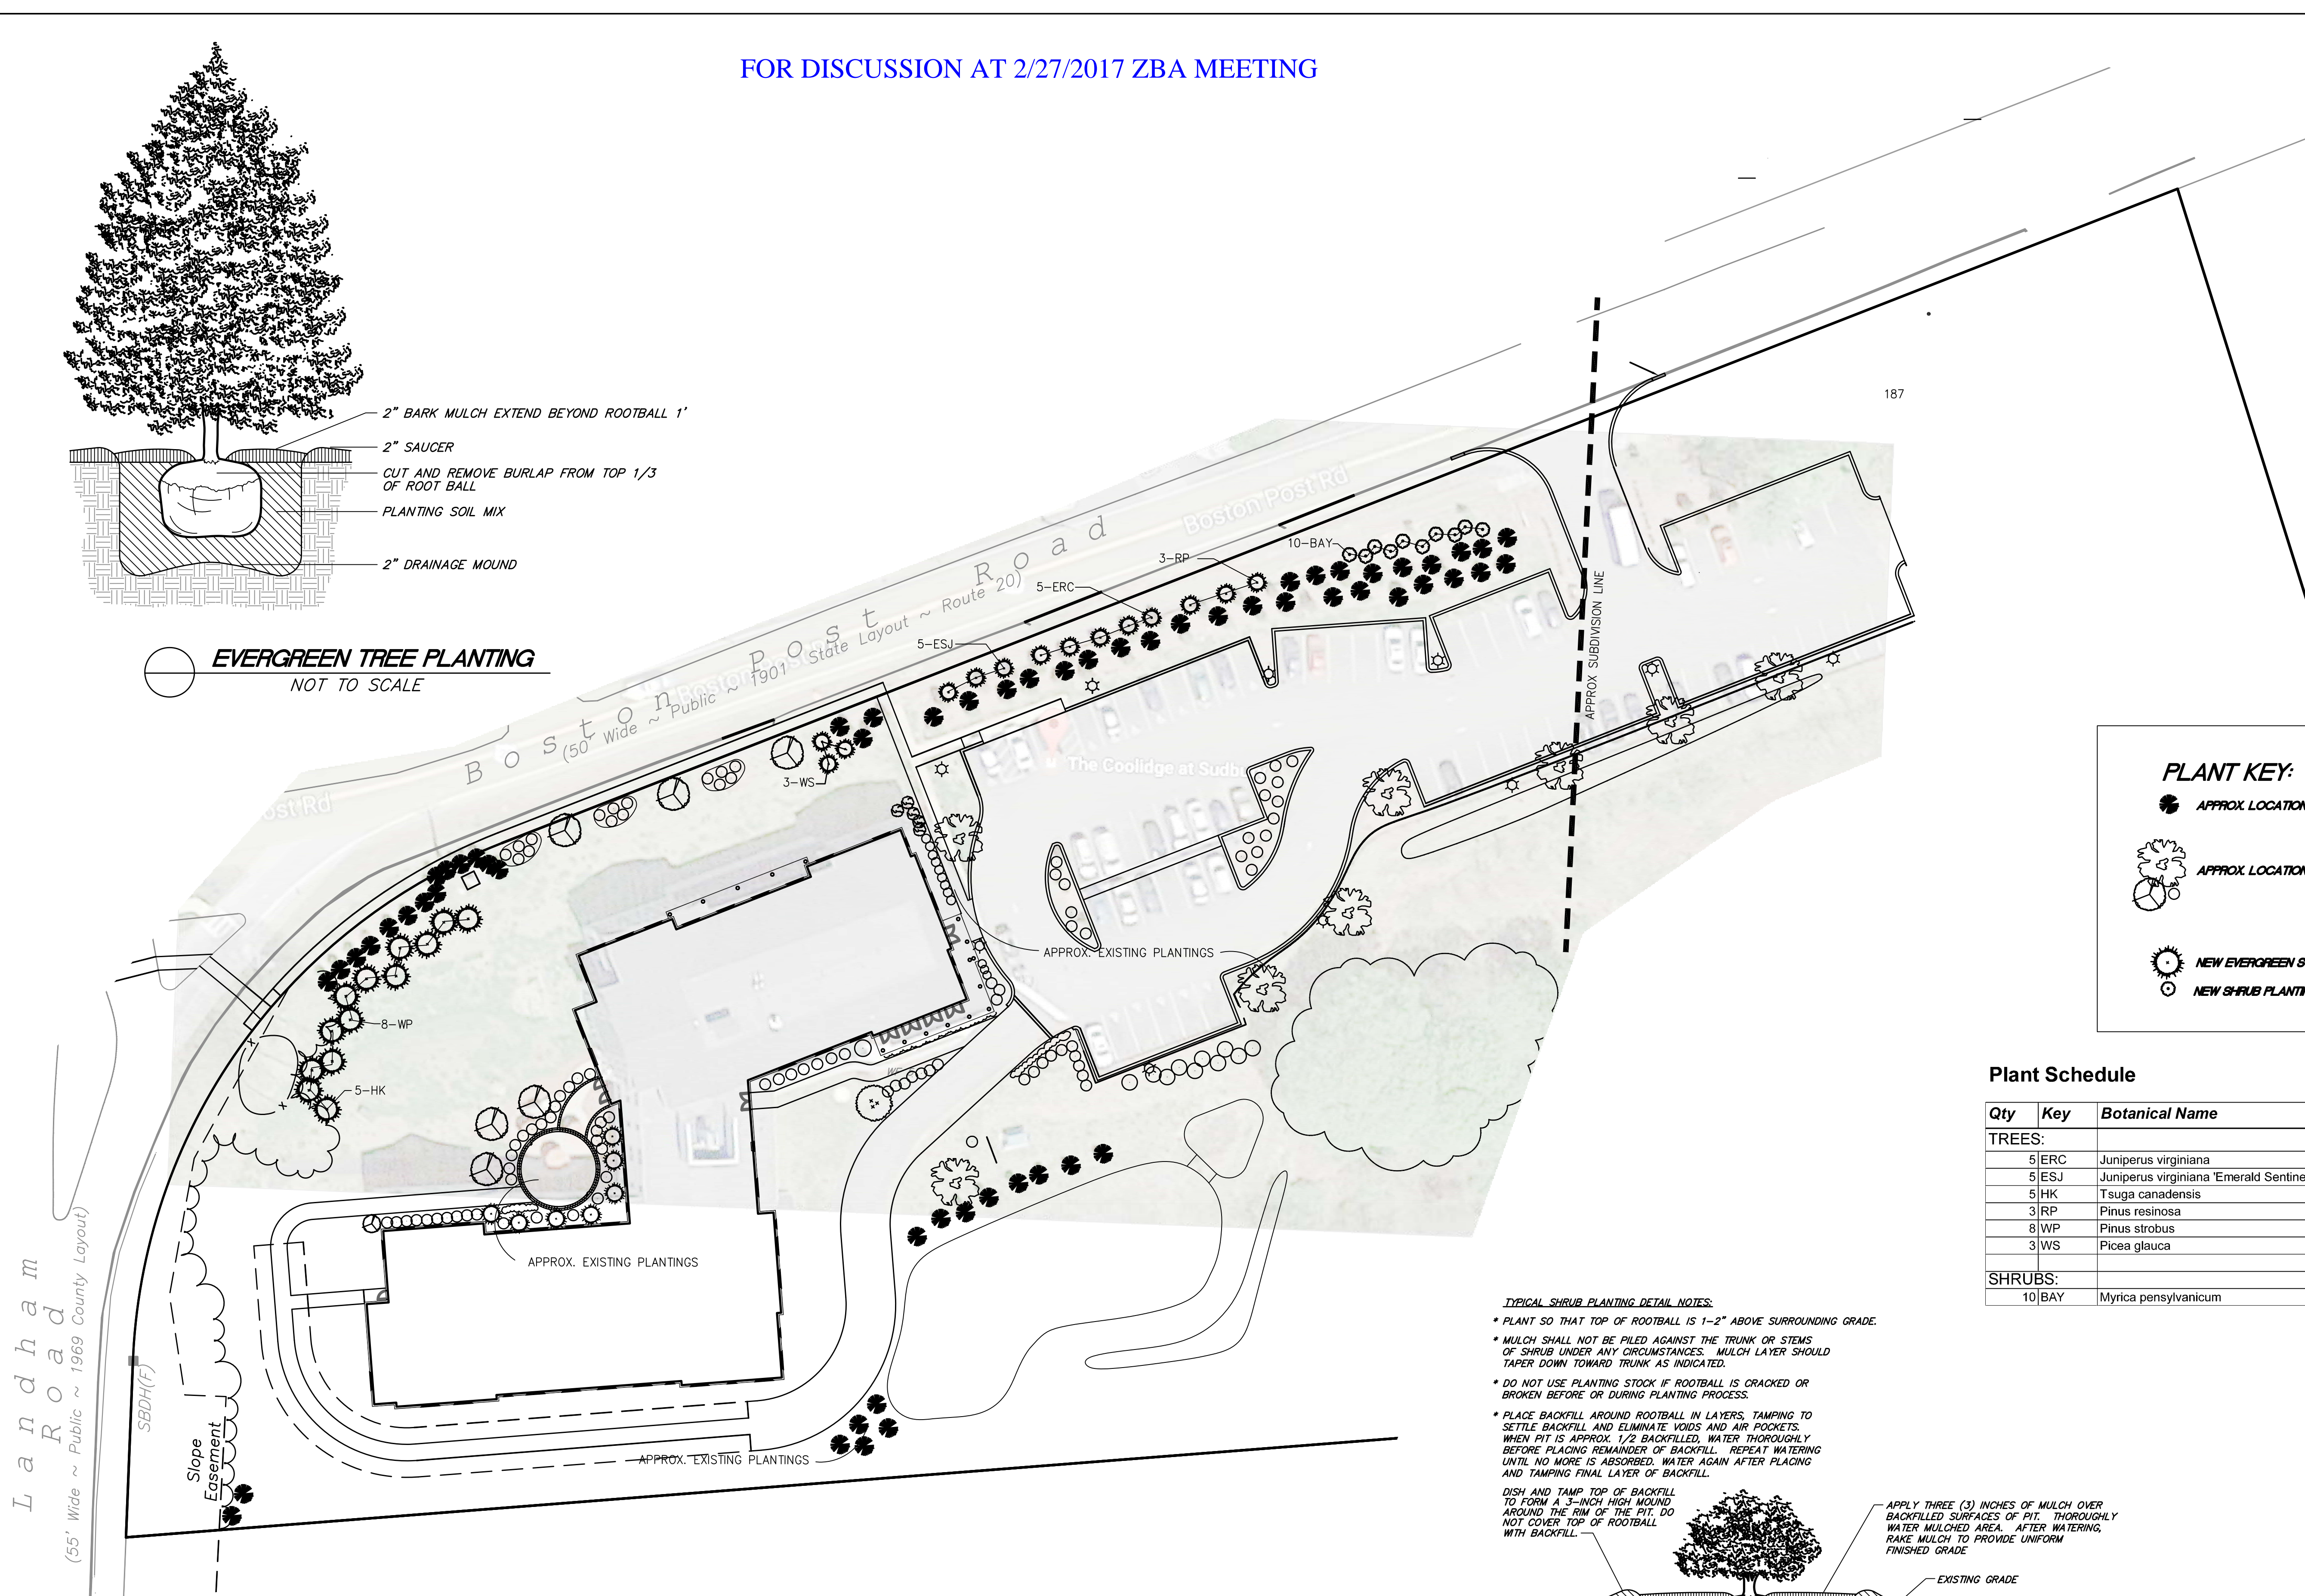 FOR DISCUSSION AT 2/27/2017 ZBA MEETING
2" BARK MULCH EXTEND BEYOND ROOTBALL 1'
2" SAUCER
CUT AND REMOVE BURLAP FROM TOP 1/3
OF ROOT BALL
PLANTING SOIL MIX
2" DRAINAGE MOUND
EVERGREEN TREE PLANTING
NOT TO SCALE
187
Boston Post Road
(50' Wide ~ Public ~ 1901 State Layout ~ Route 20)
Boston Post Rd
Post Rd
10-BAY
3-RP
5-ERC
5-ESJ
3-WS
APPROX SUBDIVISION LINE
The Coolidge at Sudbu
APPROX. EXISTING PLANTINGS
8-WP
5-HK
APPROX. EXISTING PLANTINGS
APPROX. EXISTING PLANTINGS
Landham
Road
(55' Wide ~ Public ~ 1969 County Layout)
SBDH(F)
Slope
Easement
PLANT KEY:
APPROX. LOCATION
APPROX. LOCATION
NEW EVERGREEN S
NEW SHRUB PLANTI
Plant Schedule
Qty Key Botanical Name
TREES:
5 ERC Juniperus virginiana
5 ESJ Juniperus virginiana 'Emerald Sentine
5 HK Tsuga canadensis
3 RP Pinus resinosa
8 WP Pinus strobus
3 WS Picea glauca
SHRUBS:
10 BAY Myrica pensylvanicum
TYPICAL SHRUB PLANTING DETAIL NOTES:
* PLANT SO THAT TOP OF ROOTBALL IS 1-2" ABOVE SURROUNDING GRADE.
* MULCH SHALL NOT BE PILED AGAINST THE TRUNK OR STEMS
OF SHRUB UNDER ANY CIRCUMSTANCES. MULCH LAYER SHOULD
TAPER DOWN TOWARD TRUNK AS INDICATED.
* DO NOT USE PLANTING STOCK IF ROOTBALL IS CRACKED OR
BROKEN BEFORE OR DURING PLANTING PROCESS.
* PLACE BACKFILL AROUND ROOTBALL IN LAYERS, TAMPING TO
SETTLE BACKFILL AND ELIMINATE VOIDS AND AIR POCKETS.
WHEN PIT IS APPROX. 1/2 BACKFILLED, WATER THOROUGHLY
BEFORE PLACING REMAINDER OF BACKFILL. REPEAT WATERING
UNTIL NO MORE IS ABSORBED. WATER AGAIN AFTER PLACING
AND TAMPING FINAL LAYER OF BACKFILL.
DISH AND TAMP TOP OF BACKFILL
TO FORM A 3-INCH HIGH MOUND
AROUND THE RIM OF THE PIT. DO
NOT COVER TOP OF ROOTBALL
WITH BACKFILL.
APPLY THREE (3) INCHES OF MULCH OVER
BACKFILLED SURFACES OF PIT. THOROUGHLY
WATER MULCHED AREA. AFTER WATERING,
RAKE MULCH TO PROVIDE UNIFORM
FINISHED GRADE
EXISTING GRADE